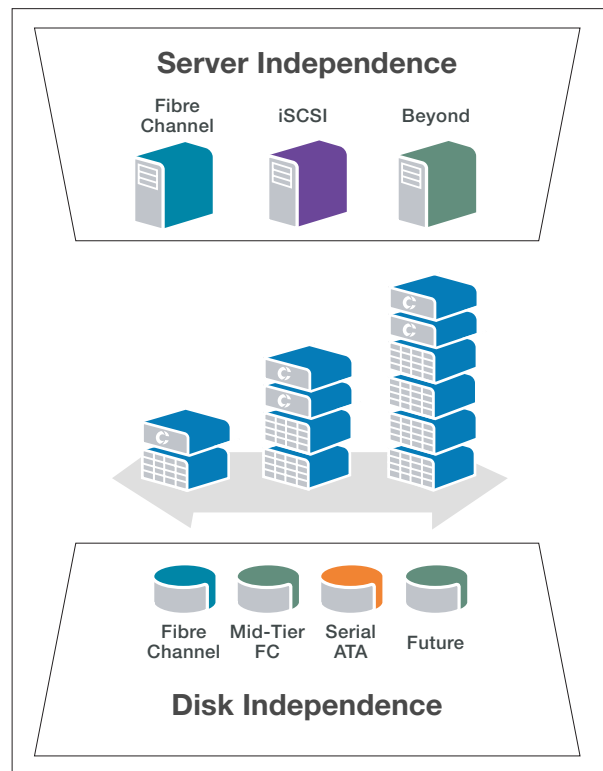 Server Independence
Fibre
Channel
iSCSI
Beyond
Fibre
Channel
Mid-Tier
FC
Serial
ATA
Future
Disk Independence